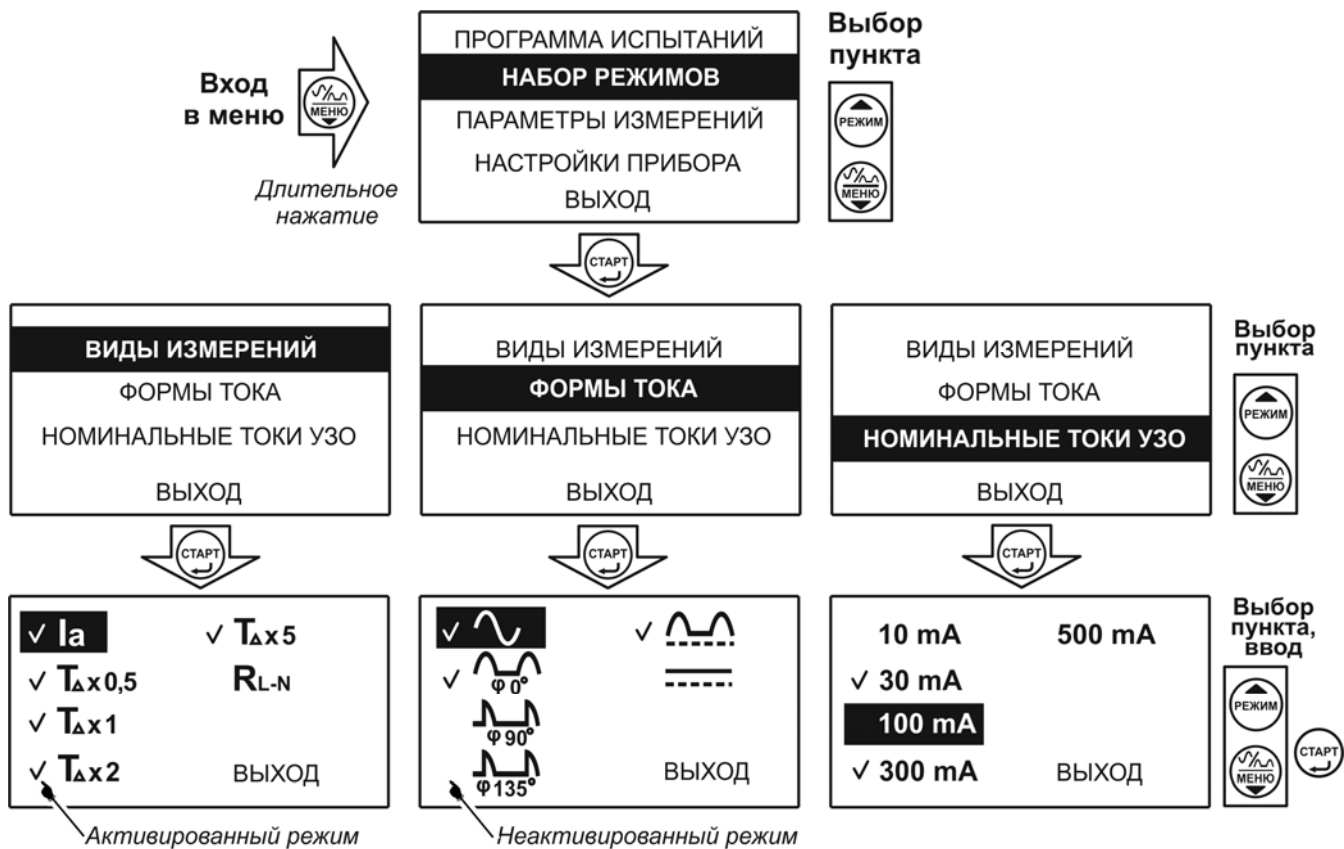 Вход
в меню
МЕНЮ
Длительное
нажатие
ПРОГРАММА ИСПЫТАНИЙ
НАБОР РЕЖИМОВ
ПАРАМЕТРЫ ИЗМЕРЕНИЙ
НАСТРОЙКИ ПРИБОРА
ВЫХОД
Выбор
пункта
РЕЖИМ
МЕНЮ
СТАРТ
ВИДЫ ИЗМЕРЕНИЙ
ФОРМЫ ТОКА
НОМИНАЛЬНЫЕ ТОКИ УЗО
ВЫХОД
ВИДЫ ИЗМЕРЕНИЙ
ФОРМЫ ТОКА
НОМИНАЛЬНЫЕ ТОКИ УЗО
ВЫХОД
ВИДЫ ИЗМЕРЕНИЙ
ФОРМЫ ТОКА
НОМИНАЛЬНЫЕ ТОКИ УЗО
ВЫХОД
Выбор
пункта
РЕЖИМ
МЕНЮ
СТАРТ
СТАРТ
СТАРТ
✓ Ia ✓ TΔx5
✓ TΔx0,5 RL-N
✓ TΔx1
✓ TΔx2 ВЫХОД
Активированный режим
✓ ✓
✓ φ 0°
φ 90°
φ 135° ВЫХОД
Неактивированный режим
10 mA 500 mA
✓ 30 mA
100 mA
✓ 300 mA ВЫХОД
Выбор
пункта,
ввод
РЕЖИМ
МЕНЮ
СТАРТ